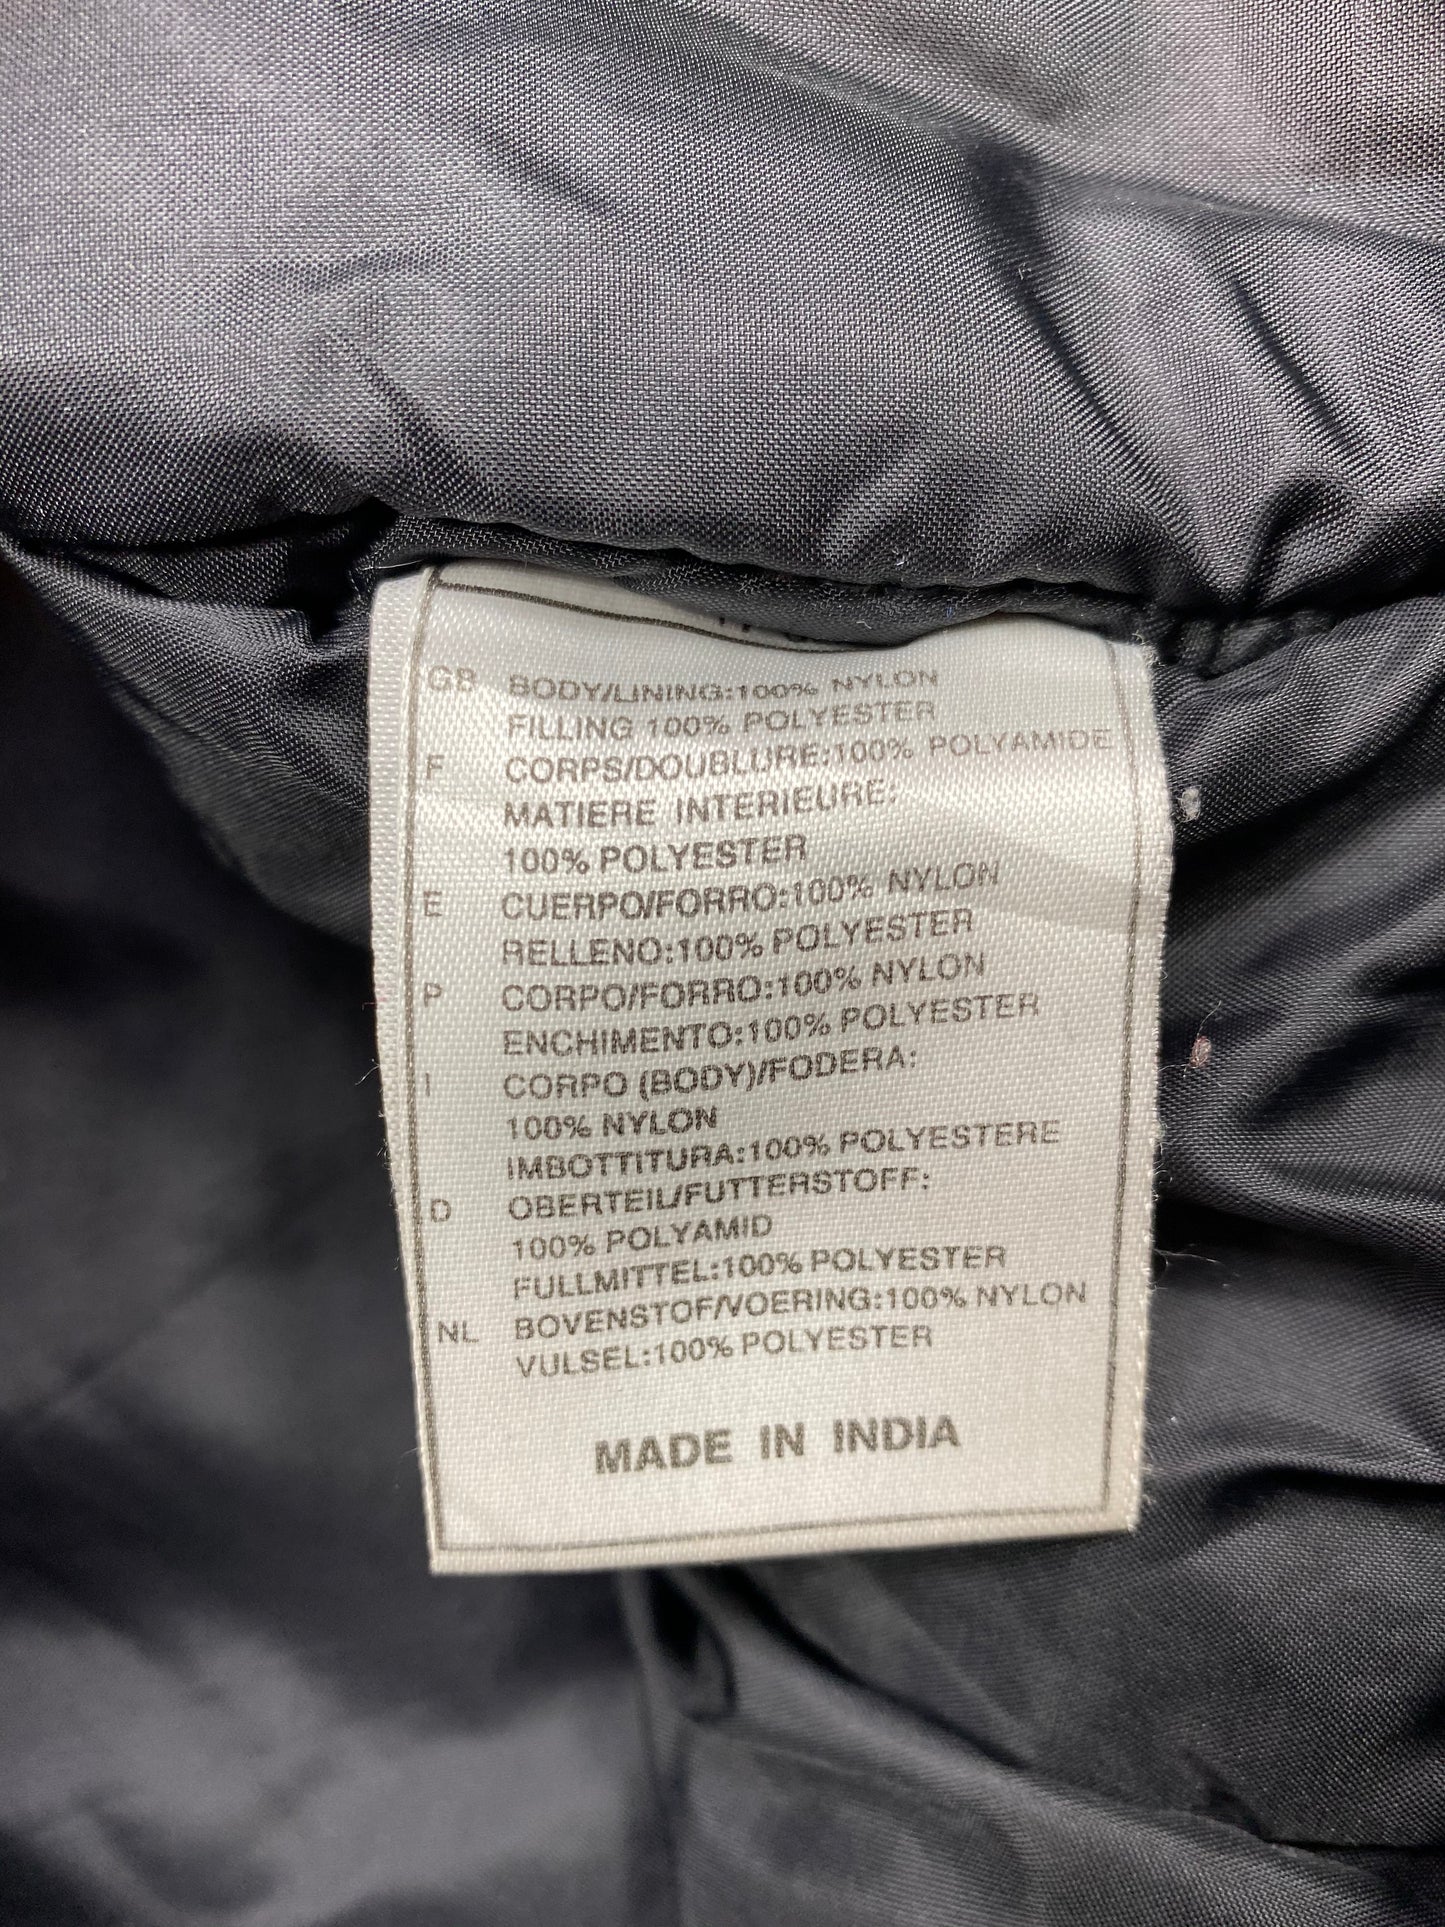 GB BODY/LINING:100% NYLON
FILLING 100% POLYESTER
F CORPS/DOUBLURE:100% POLYAMIDE
MATIERE INTERIEURE:
100% POLYESTER
E CUERPO/FORRO:100% NYLON
RELLENO:100% POLYESTER
P CORPO/FORRO:100% NYLON
ENCHIMENTO:100% POLYESTER
I CORPO (BODY)/FODERA:
100% NYLON
IMBOTTITURA:100% POLYESTERE
D OBERTEIL/FUTTERSTOFF:
100% POLYAMID
FULLMITTEL:100% POLYESTER
NL BOVENSTOF/VOERING:100% NYLON
VULSEL:100% POLYESTER
MADE IN INDIA